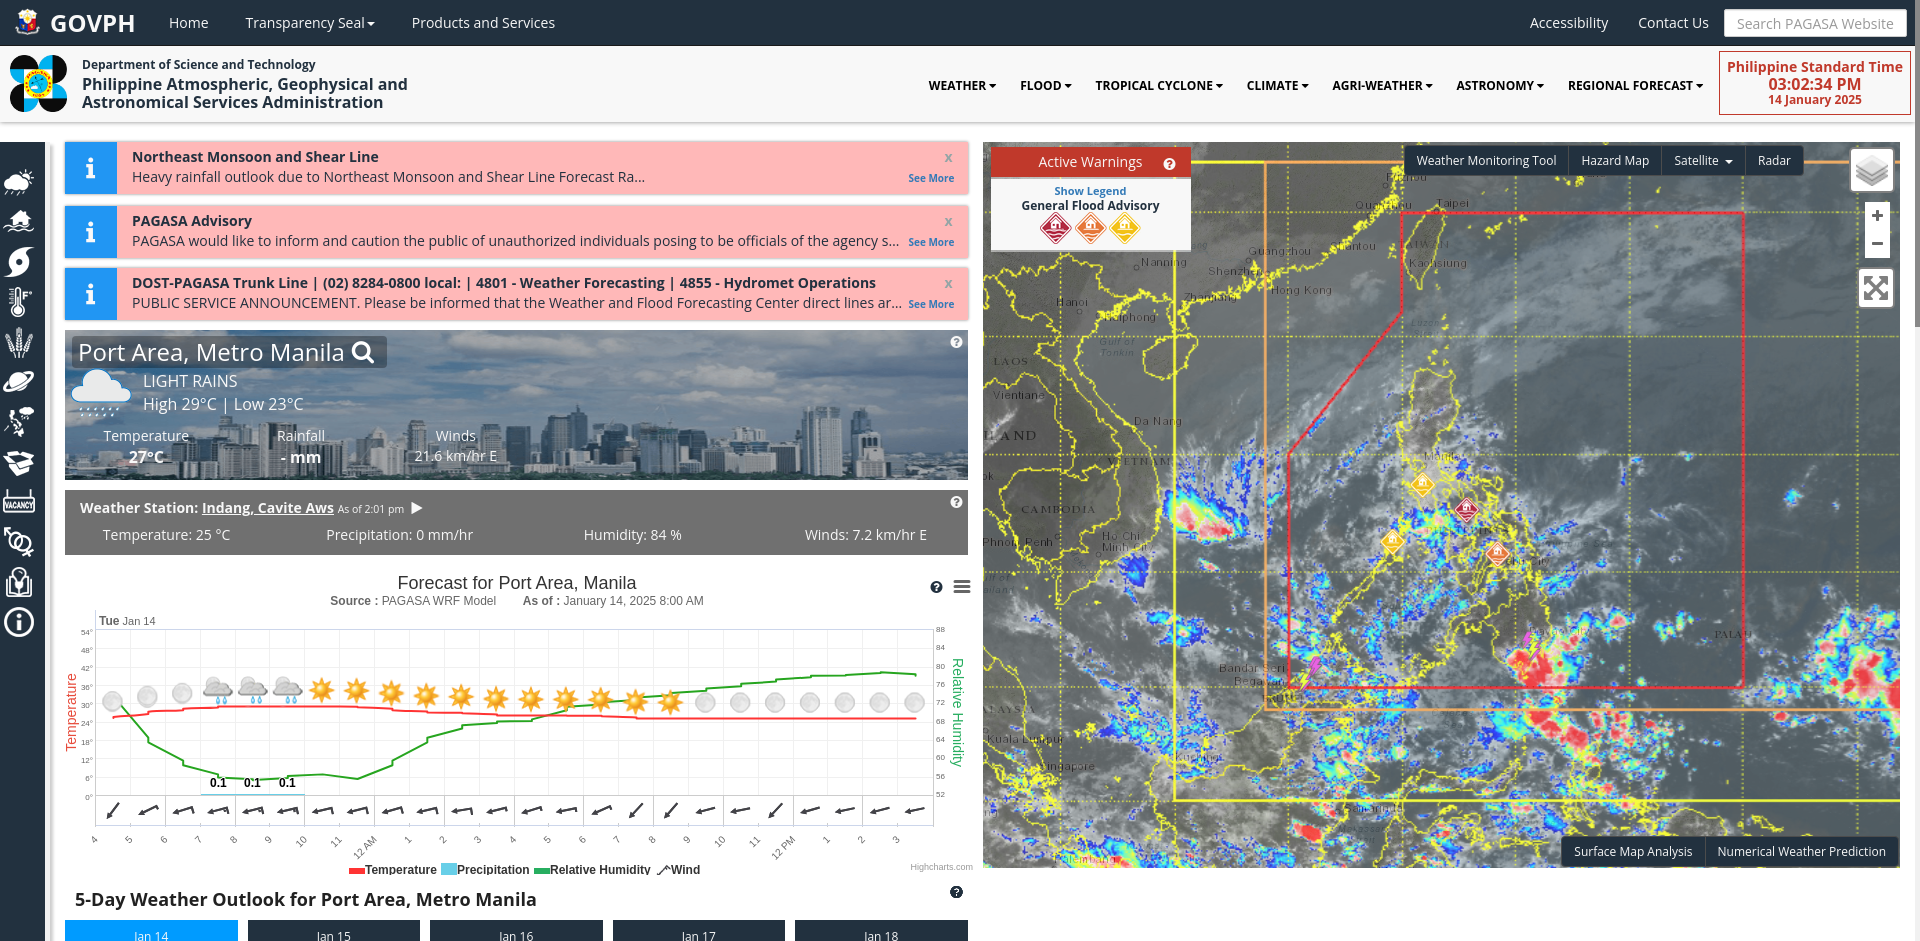 GOVPH
Home
Transparency Seal
Products and Services
Accessibility
Contact Us
Search PAGASA Website
Department of Science and Technology
Philippine Atmospheric, Geophysical and
Astronomical Services Administration
WEATHER
FLOOD
TROPICAL CYCLONE
CLIMATE
AGRI-WEATHER
ASTRONOMY
REGIONAL FORECAST
Philippine Standard Time
03:02:34 PM
14 January 2025
VACANCY
Northeast Monsoon and Shear Line
x
Heavy rainfall outlook due to Northeast Monsoon and Shear Line Forecast Ra...
See More
PAGASA Advisory
x
PAGASA would like to inform and caution the public of unauthorized individuals posing to be officials of the agency s...
See More
DOST-PAGASA Trunk Line | (02) 8284-0800 local: | 4801 - Weather Forecasting | 4855 - Hydromet Operations
x
PUBLIC SERVICE ANNOUNCEMENT. Please be informed that the Weather and Flood Forecasting Center direct lines ar...
See More
Port Area, Metro Manila
LIGHT RAINS
High 29°C | Low 23°C
Temperature
Rainfall
Winds
27°C
- mm
21.6 km/hr E
Weather Station: Indang, Cavite Aws As of 2:01 pm
Temperature: 25 °C
Precipitation: 0 mm/hr
Humidity: 84 %
Winds: 7.2 km/hr E
Forecast for Port Area, Manila
Source : PAGASA WRF Model As of : January 14, 2025 8:00 AM
Tue Jan 14
54°
48°
42°
36°
30°
24°
18°
12°
6°
0°
Temperature
88
84
80
76
72
68
64
60
56
52
Relative Humidity
0.1
0.1
0.1
4
5
6
7
8
9
10
11
12 AM
1
2
3
4
5
6
7
8
9
10
11
12 PM
1
2
3
Temperature
Precipitation
Relative Humidity
Wind
Highcharts.com
5-Day Weather Outlook for Port Area, Metro Manila
Jan 14
Jan 15
Jan 16
Jan 17
Jan 18
Active Warnings
Show Legend
General Flood Advisory
Weather Monitoring Tool
Hazard Map
Satellite
Radar
+
−
Taipei
Guangzhou
Shantou
Nanning
Shenzhen
Kaohsiung
Hong Kong
Zhanjiang
Hanoi
Haiphong
Gulf of
Tonkin
Luzon
LAOS
Vientiane
Da Nang
VIETNAM
Manila
CAMBODIA
Phnom Penh
Ho Chi
Minh City
PALAU
Bandar Seri
Begawan
Kuala Lumpur
Singapore
Kuching
Palembang
Surface Map Analysis
Numerical Weather Prediction